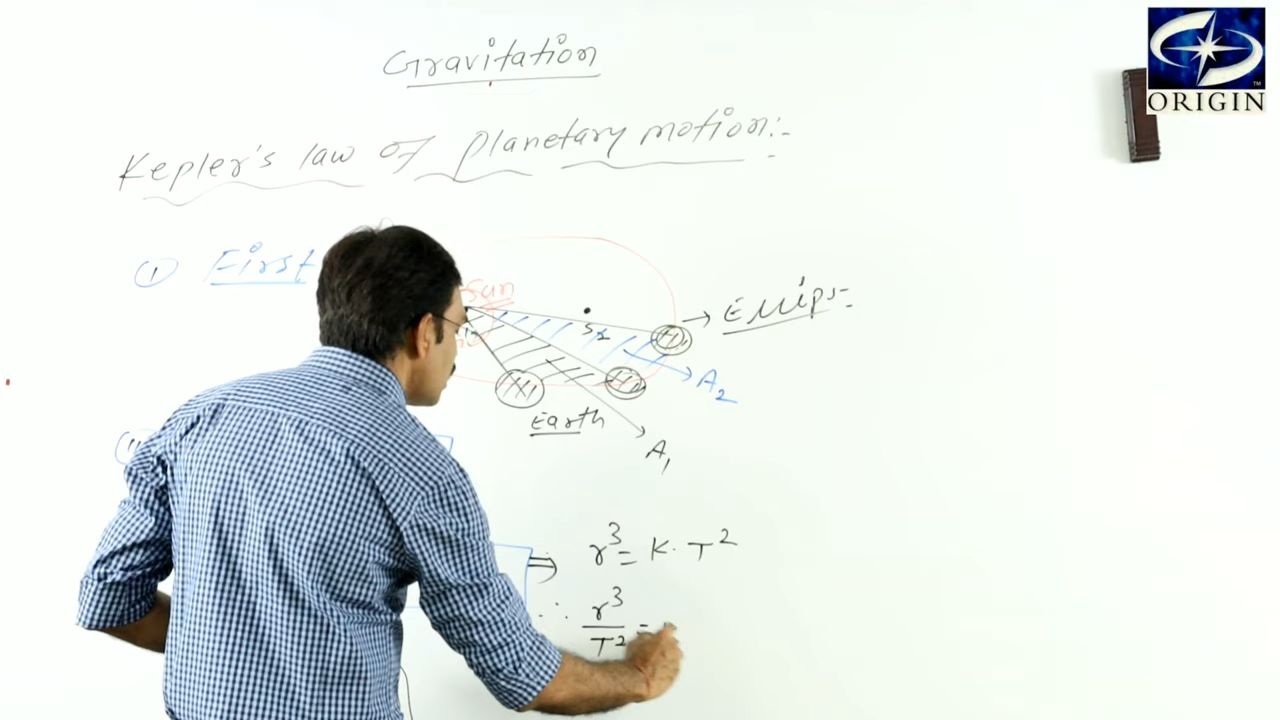 Gravitation
Kepler's law of planetary motion:-
① First
Sun
S₂
→ Ellips:-
A₂
Earth
A₁
⇒ r³ = K. T²
∴ r³/T² =
ORIGIN
TM